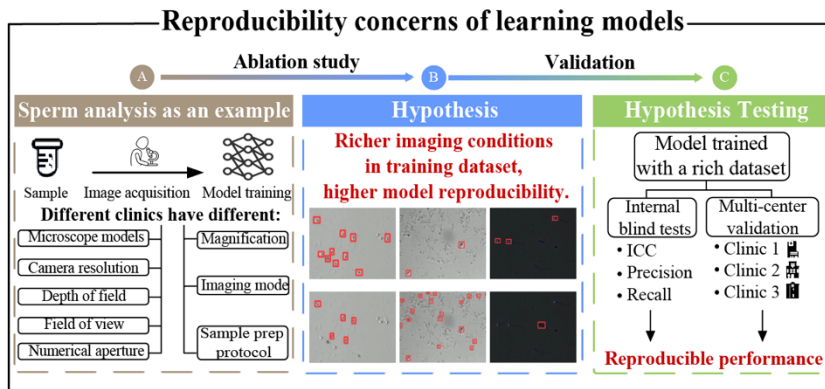 Reproducibility concerns of learning models
A
Ablation study
B
Validation
C
Sperm analysis as an example
Sample
Image acquisition
Model training
Different clinics have different:
Microscope models
Camera resolution
Depth of field
Field of view
Numerical aperture
Magnification
Imaging mode
Sample prep
protocol
Hypothesis
Richer imaging conditions
in training dataset,
higher model reproducibility.
Hypothesis Testing
Model trained
with a rich dataset
Internal
blind tests
• ICC
• Precision
• Recall
Multi-center
validation
• Clinic 1
• Clinic 2
• Clinic 3
Reproducible performance